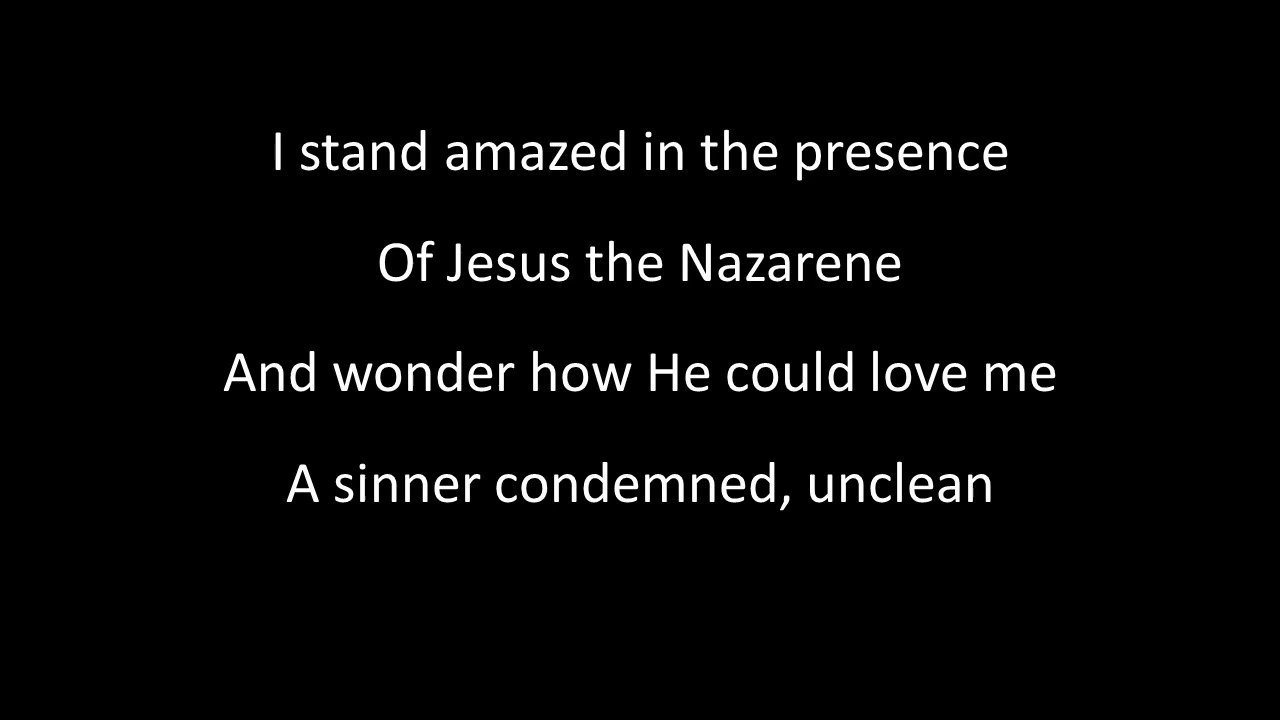 I stand amazed in the presence
Of Jesus the Nazarene
And wonder how He could love me
A sinner condemned, unclean